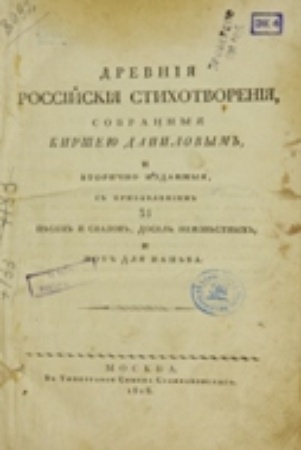 ДРЕВНІЯ
РОССІЙСКІЯ СТИХОТВОРЕНІЯ,
СОБРАННЫЯ
КИРШЕЮ ДАНИЛОВЫМЪ,
И
ВТОРИЧНО ИЗДАННЫЯ,
СЪ ПРИБАВЛЕНІЕМЪ
35
ПѢСЕНЪ И СКАЗОКЪ, ДОСЕЛѢ НЕИЗВѢСТНЫХЪ,
И
НОТЪ ДЛЯ НАПѢВА.
МОСКВА.
Въ Типографіи Семена Селивановскаго.
1818.